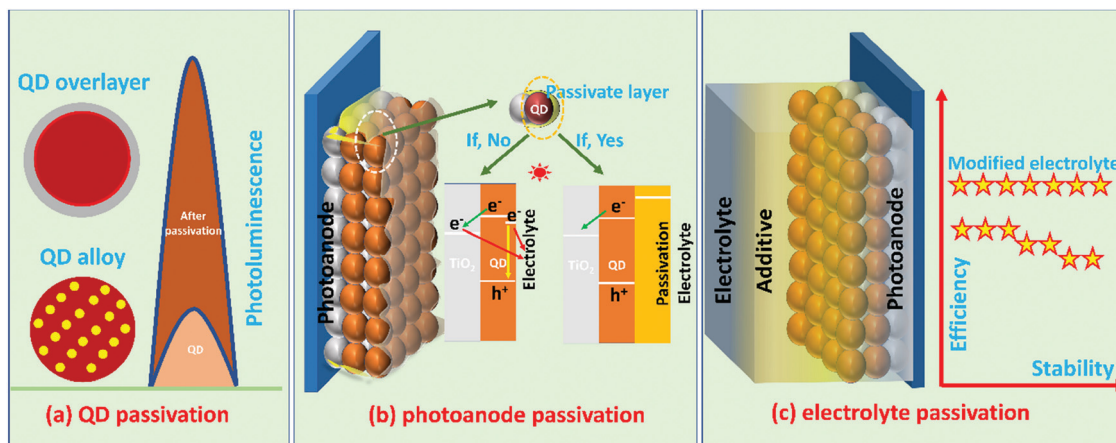 QD overlayer
QD alloy
After
passivation
QD
Photoluminescence
(a) QD passivation
Photoanode
QD
Passivate layer
If, No
If, Yes
e-
e-
e-
TiO2
QD
h+
Electrolyte
e-
TiO2
QD
h+
Passivation
Electrolyte
(b) photoanode passivation
Electrolyte
Additive
Photoanode
Efficiency
Modified electrolyte
Stability
(c) electrolyte passivation